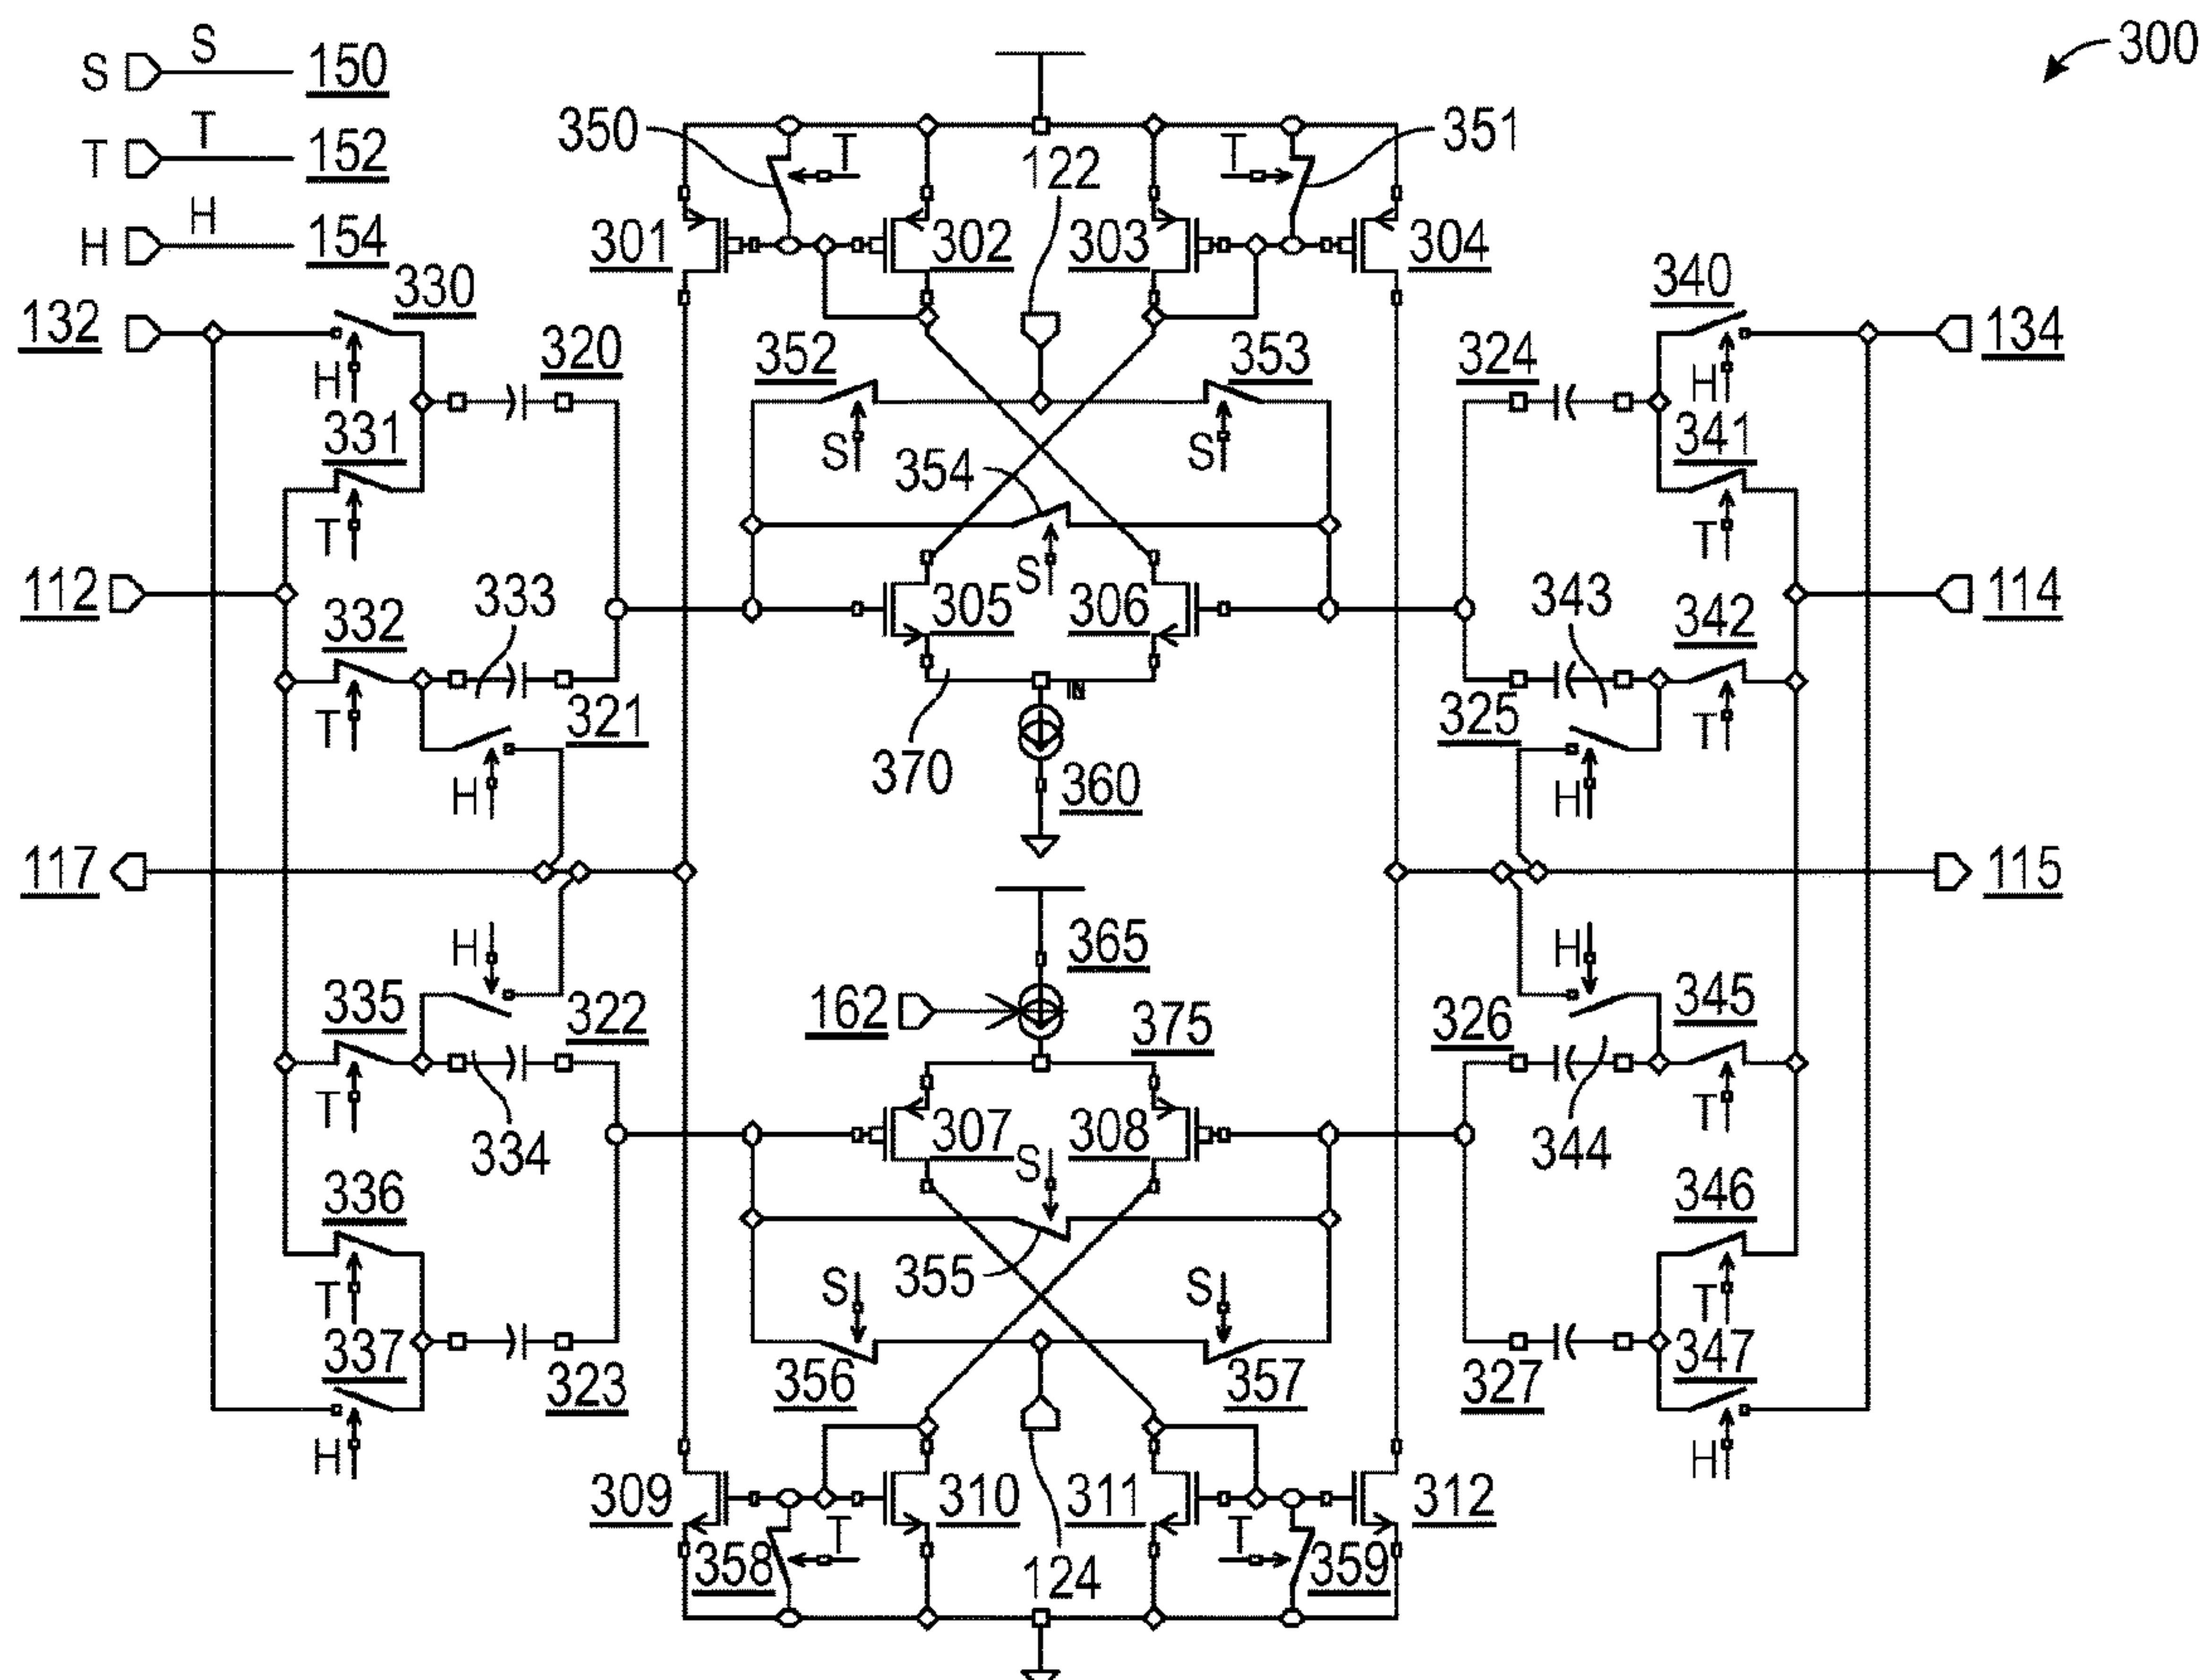 S S 150
300
T T 152
H H 154
350 T 122 T 351
301 302 303 304
132 330 340 134
H 320 352 353 324 H
331 S 354 S 341
T S T
112 332 333 305 306 343 342 114
T 321 IN 325 T
H 370 360 H
117 115
H 365 H
335 322 162 375 326 345
T 334 307 308 344 T
336 S 346
T 355 T
337 323 S 356 S 357 327 347
H H
309 310 311 312
358 T 124 T 359